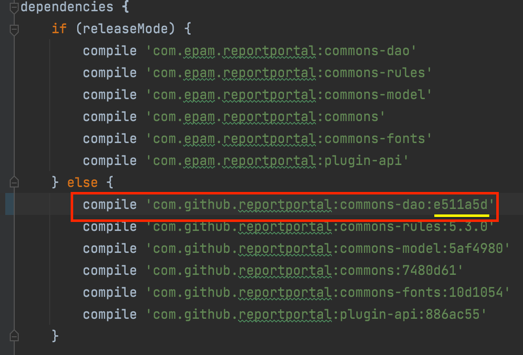 dependencies {
if (releaseMode) {
compile 'com.epam.reportportal:commons-dao'
compile 'com.epam.reportportal:commons-rules'
compile 'com.epam.reportportal:commons-model'
compile 'com.epam.reportportal:commons'
compile 'com.epam.reportportal:commons-fonts'
compile 'com.epam.reportportal:plugin-api'
} else {
compile 'com.github.reportportal:commons-dao:e511a5d'
compile 'com.github.reportportal:commons-rules:5.3.0'
compile 'com.github.reportportal:commons-model:5af4980'
compile 'com.github.reportportal:commons:7480d61'
compile 'com.github.reportportal:commons-fonts:10d1054'
compile 'com.github.reportportal:plugin-api:886ac55'
}